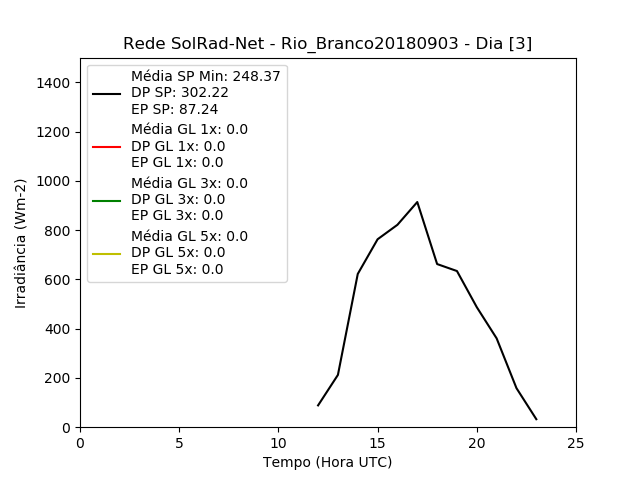 Rede SolRad-Net - Rio_Branco20180903 - Dia [3]
Média SP Min: 248.37
DP SP: 302.22
EP SP: 87.24
Média GL 1x: 0.0
DP GL 1x: 0.0
EP GL 1x: 0.0
Média GL 3x: 0.0
DP GL 3x: 0.0
EP GL 3x: 0.0
Média GL 5x: 0.0
DP GL 5x: 0.0
EP GL 5x: 0.0
Irradiância (Wm-2)
1400
1200
1000
800
600
400
200
0
0 5 10 15 20 25
Tempo (Hora UTC)